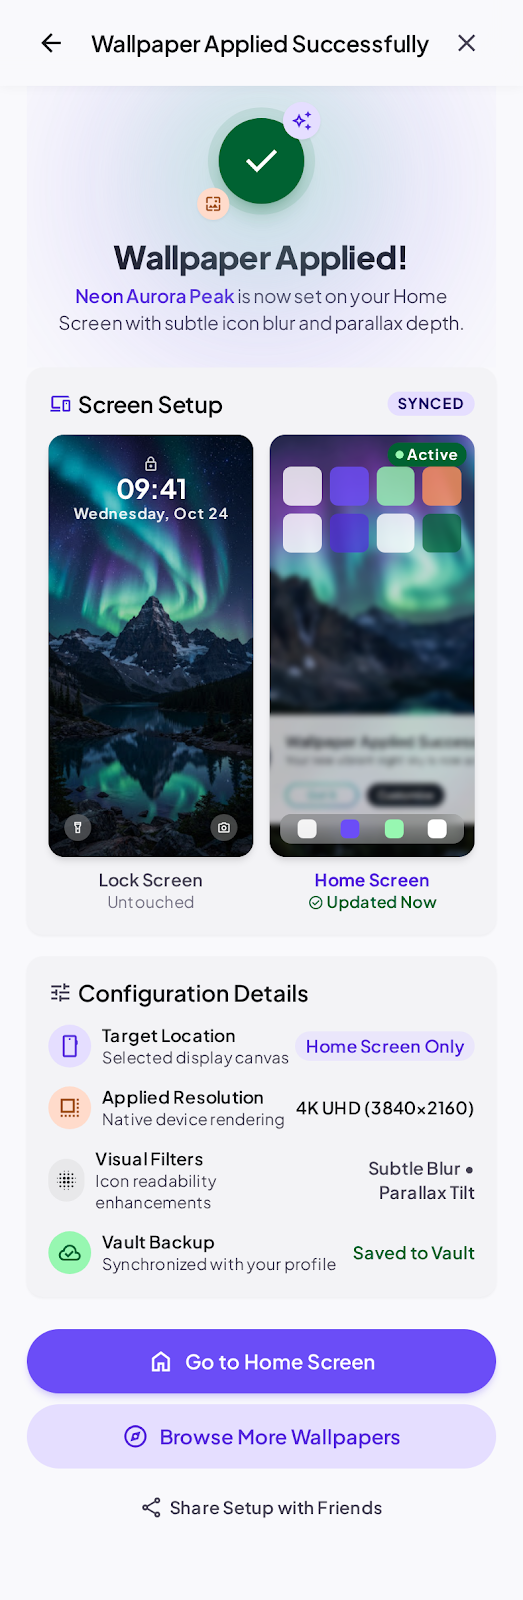 Wallpaper Applied Successfully
Wallpaper Applied!
Neon Aurora Peak is now set on your Home
Screen with subtle icon blur and parallax depth.
Screen Setup
SYNCED
09:41
Wednesday, Oct 24
Active
Wallpaper Applied Success
Customize
Lock Screen
Untouched
Home Screen
Updated Now
Configuration Details
Target Location
Selected display canvas
Home Screen Only
Applied Resolution
Native device rendering
4K UHD (3840×2160)
Visual Filters
Icon readability
enhancements
Subtle Blur •
Parallax Tilt
Vault Backup
Synchronized with your profile
Saved to Vault
Go to Home Screen
Browse More Wallpapers
Share Setup with Friends